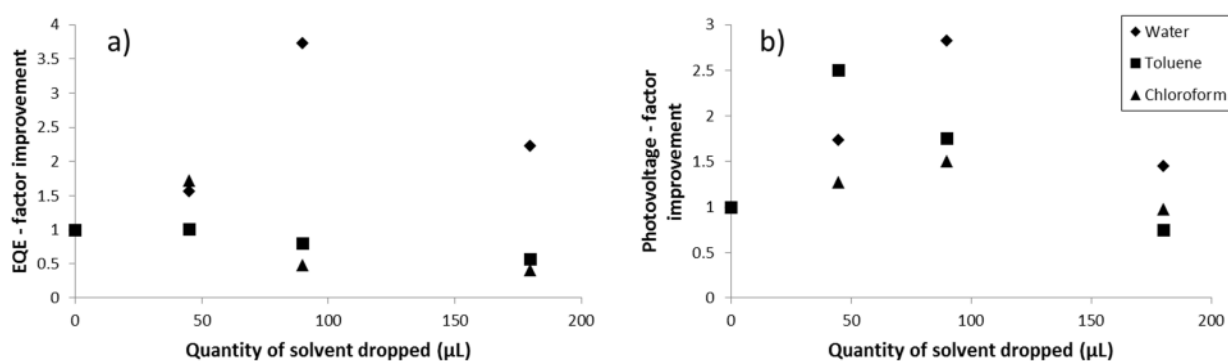 a)
EQE - factor improvement
4
3.5
3
2.5
2
1.5
1
0.5
0
0
50
100
150
200
Quantity of solvent dropped (µL)
b)
Photovoltage - factor
improvement
3
2.5
2
1.5
1
0.5
0
0
50
100
150
200
Quantity of solvent dropped (µL)
Water
Toluene
Chloroform